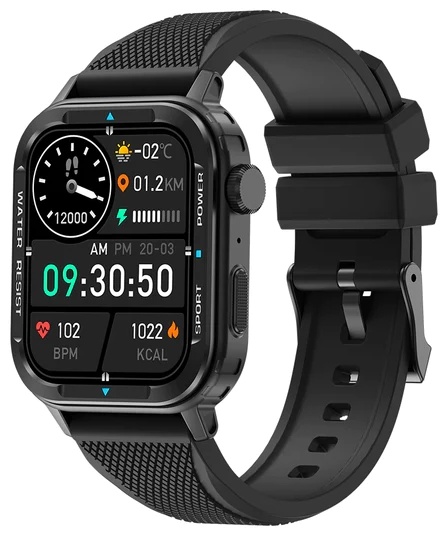 -02°C
01.2KM
12000
AM PM 20-03
09:30:50
102
1022
BPM
KCAL
WATER RESIST
POWER
SPORT